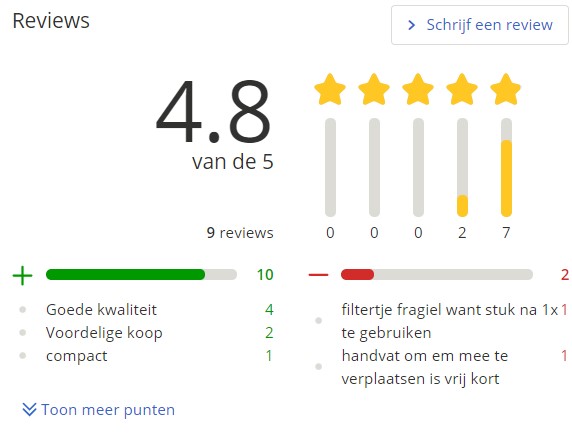 Reviews
Schrijf een review
4.8
van de 5
9 reviews
0 0 0 2 7
10
Goede kwaliteit 4
Voordelige koop 2
compact 1
Toon meer punten
2
filtertje fragiel want stuk na 1x 1
te gebruiken
handvat om em mee te 1
verplaatsen is vrij kort